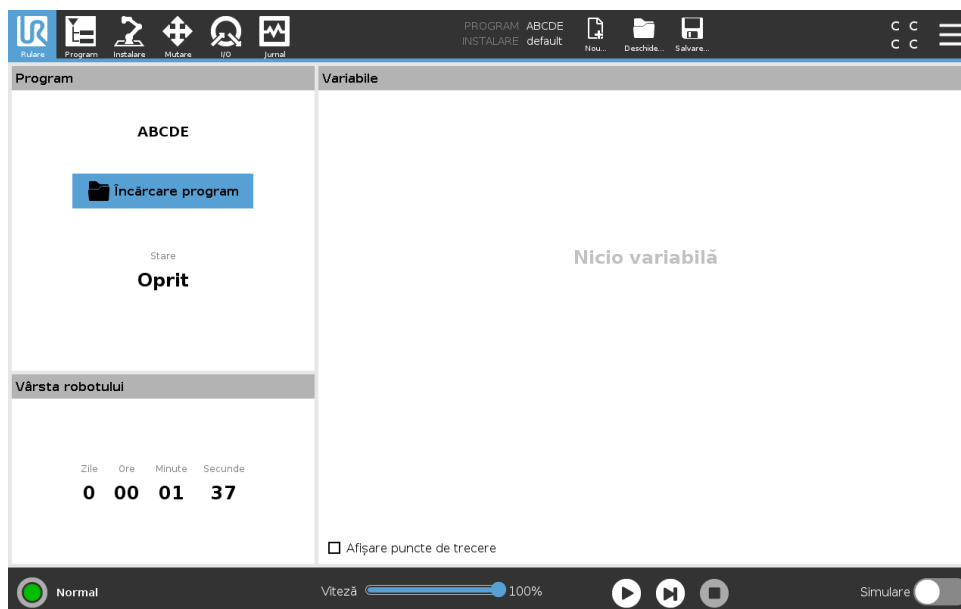 UR
Rulare
Program
Instalare
Mutare
I/O
Jurnal
PROGRAM ABCDE
INSTALARE default
Nou...
Deschide...
Salvare...
C C
C C
Program
Variabile
ABCDE
Încărcare program
Stare
Oprit
Nicio variabilă
Vârsta robotului
Zile Ore Minute Secunde
0 00 01 37
Afișare puncte de trecere
Normal
Viteză 100%
Simulare